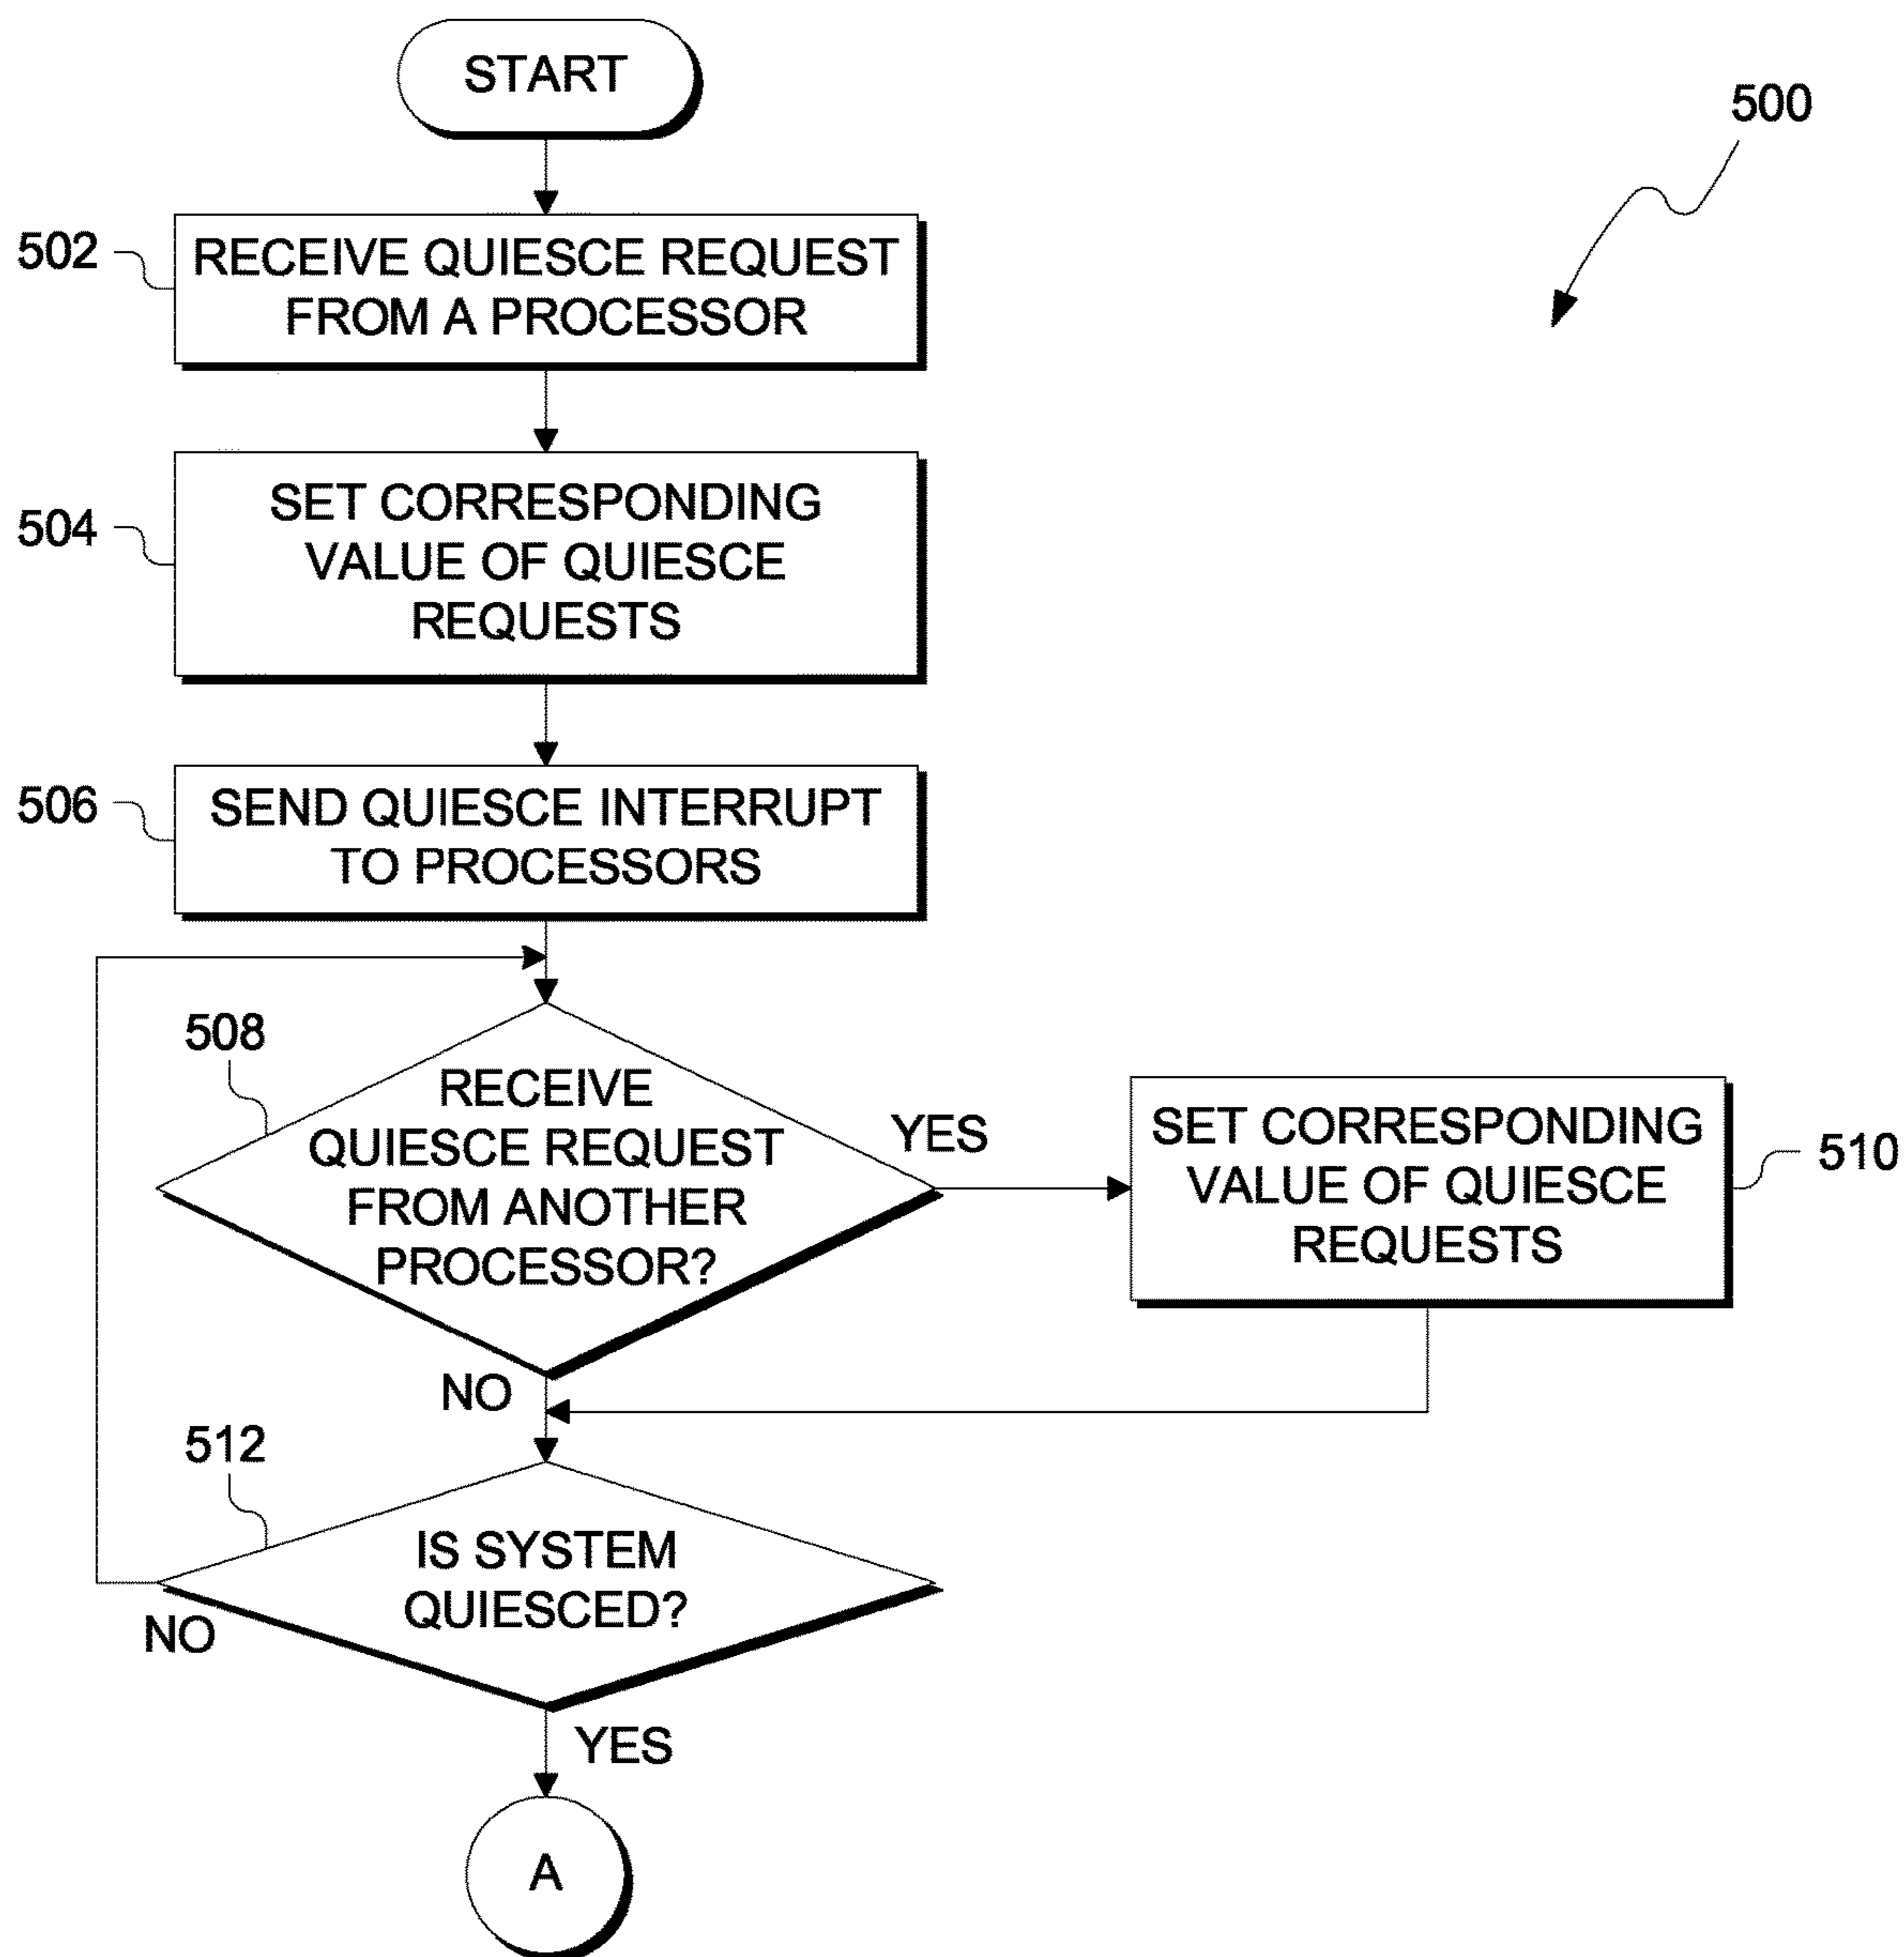 START
500
502
RECEIVE QUIESCE REQUEST
FROM A PROCESSOR
504
SET CORRESPONDING
VALUE OF QUIESCE
REQUESTS
506
SEND QUIESCE INTERRUPT
TO PROCESSORS
508
RECEIVE
QUIESCE REQUEST
FROM ANOTHER
PROCESSOR?
YES
SET CORRESPONDING
VALUE OF QUIESCE
REQUESTS
510
NO
512
IS SYSTEM
QUIESCED?
NO
YES
A